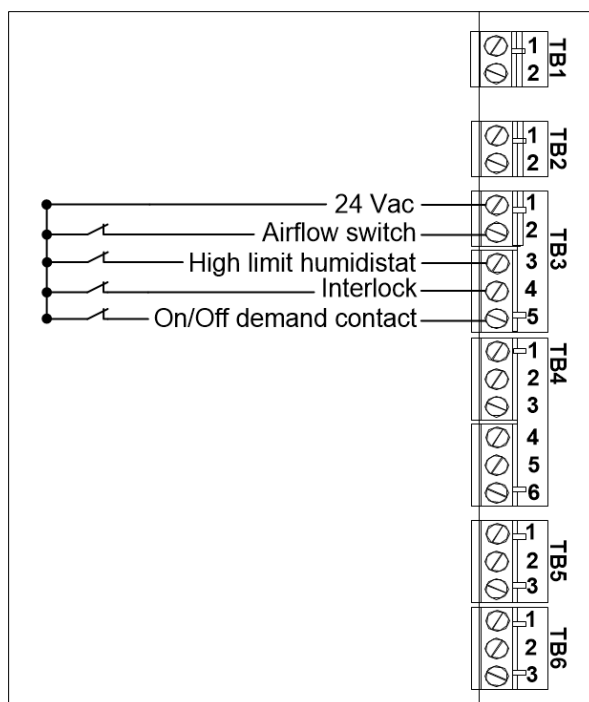 1
2
TB1
1
2
TB2
24 Vac 1
Airflow switch 2
High limit humidistat 3
Interlock 4
On/Off demand contact 5
TB3
1
2
3
4
5
6
TB4
1
2
3
TB5
1
2
3
TB6